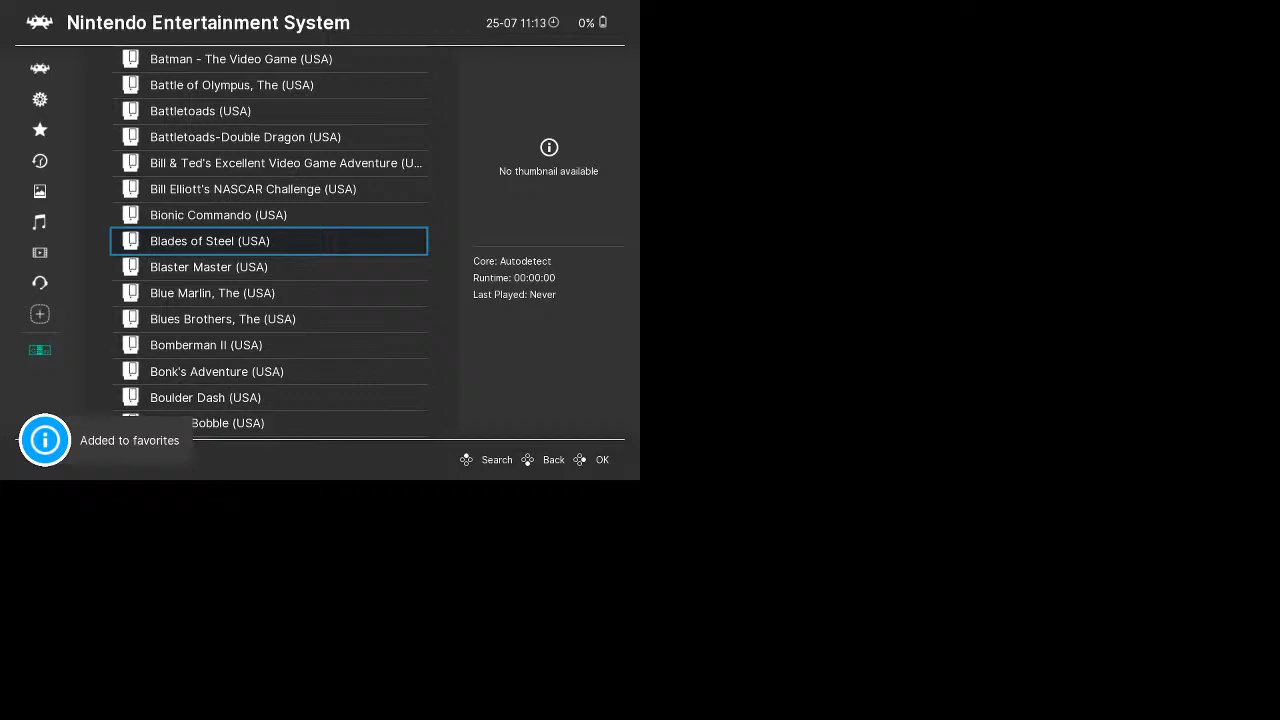 Nintendo Entertainment System
25-07 11:13
0%
Batman - The Video Game (USA)
Battle of Olympus, The (USA)
Battletoads (USA)
Battletoads-Double Dragon (USA)
Bill & Ted's Excellent Video Game Adventure (U...
Bill Elliott's NASCAR Challenge (USA)
Bionic Commando (USA)
Blades of Steel (USA)
Blaster Master (USA)
Blue Marlin, The (USA)
Blues Brothers, The (USA)
Bomberman II (USA)
Bonk's Adventure (USA)
Boulder Dash (USA)
Bobble (USA)
No thumbnail available
Core: Autodetect
Runtime: 00:00:00
Last Played: Never
Added to favorites
Search Back OK